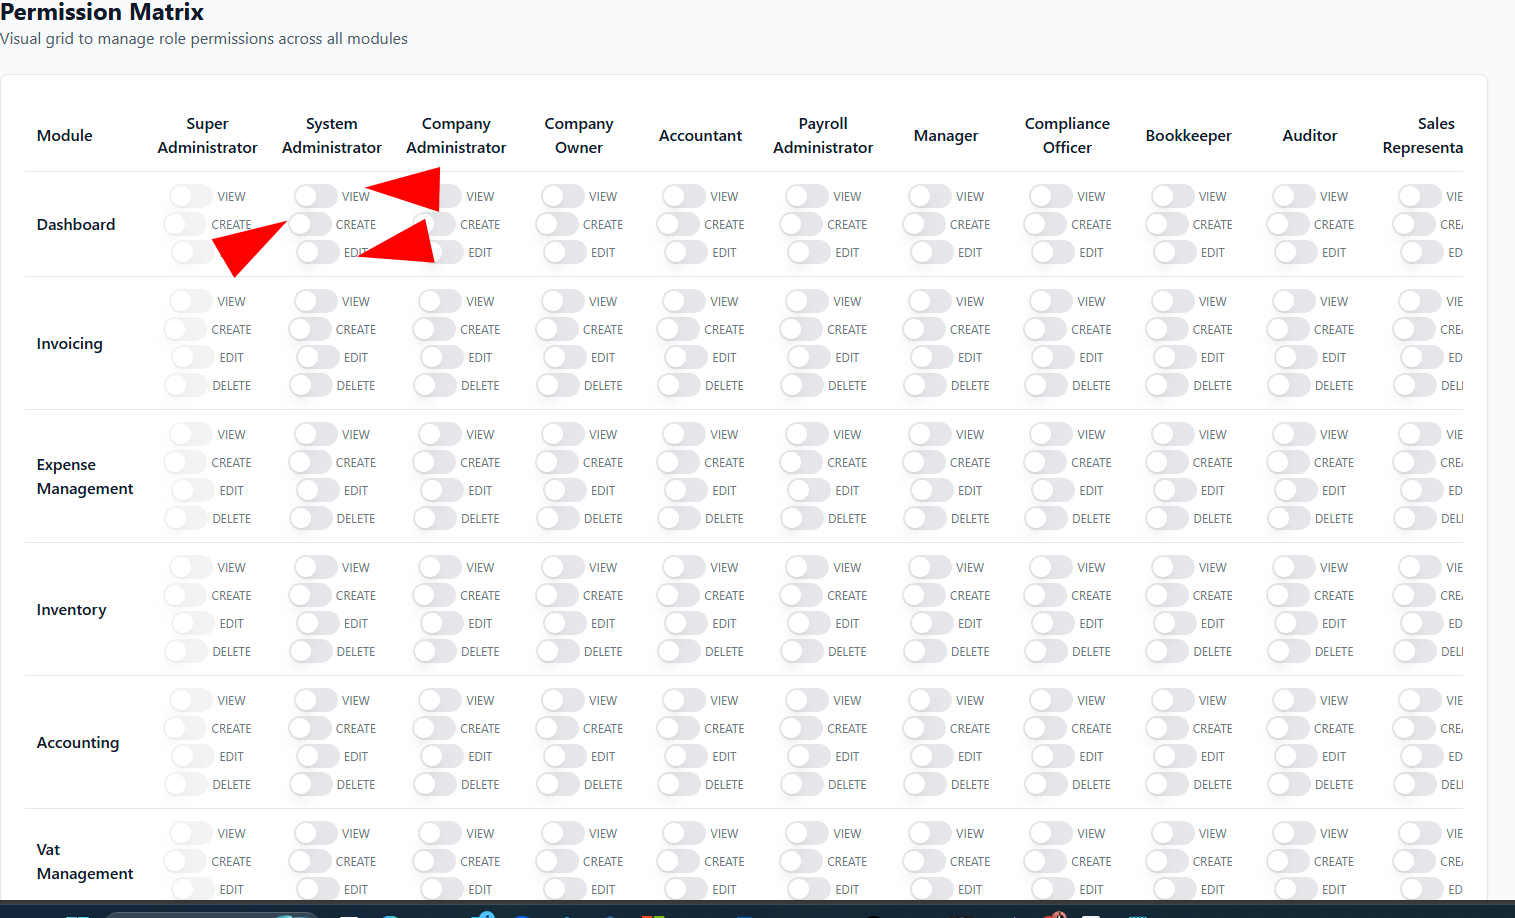 Permission Matrix
Visual grid to manage role permissions across all modules
Module Super Administrator System Administrator Company Administrator Company Owner Accountant Payroll Administrator Manager Compliance Officer Bookkeeper Auditor Sales Representa
Dashboard
VIEW VIEW VIEW VIEW VIEW VIEW VIEW VIEW VIEW VIEW VIE
CREATE CREATE CREATE CREATE CREATE CREATE CREATE CREATE CREATE CREATE CRE
EDIT EDIT EDIT EDIT EDIT EDIT EDIT EDIT EDIT ED
Invoicing
VIEW VIEW VIEW VIEW VIEW VIEW VIEW VIEW VIEW VIEW VIE
CREATE CREATE CREATE CREATE CREATE CREATE CREATE CREATE CREATE CREATE CRE
EDIT EDIT EDIT EDIT EDIT EDIT EDIT EDIT EDIT EDIT ED
DELETE DELETE DELETE DELETE DELETE DELETE DELETE DELETE DELETE DELETE DEL
Expense Management
VIEW VIEW VIEW VIEW VIEW VIEW VIEW VIEW VIEW VIEW VIE
CREATE CREATE CREATE CREATE CREATE CREATE CREATE CREATE CREATE CREATE CRE
EDIT EDIT EDIT EDIT EDIT EDIT EDIT EDIT EDIT EDIT ED
DELETE DELETE DELETE DELETE DELETE DELETE DELETE DELETE DELETE DELETE DEL
Inventory
VIEW VIEW VIEW VIEW VIEW VIEW VIEW VIEW VIEW VIEW VIE
CREATE CREATE CREATE CREATE CREATE CREATE CREATE CREATE CREATE CREATE CRE
EDIT EDIT EDIT EDIT EDIT EDIT EDIT EDIT EDIT EDIT ED
DELETE DELETE DELETE DELETE DELETE DELETE DELETE DELETE DELETE DELETE DEL
Accounting
VIEW VIEW VIEW VIEW VIEW VIEW VIEW VIEW VIEW VIEW VIE
CREATE CREATE CREATE CREATE CREATE CREATE CREATE CREATE CREATE CREATE CRE
EDIT EDIT EDIT EDIT EDIT EDIT EDIT EDIT EDIT EDIT ED
DELETE DELETE DELETE DELETE DELETE DELETE DELETE DELETE DELETE DELETE DEL
Vat Management
VIEW VIEW VIEW VIEW VIEW VIEW VIEW VIEW VIEW VIEW VIE
CREATE CREATE CREATE CREATE CREATE CREATE CREATE CREATE CREATE CREATE CRE
EDIT EDIT EDIT EDIT EDIT EDIT EDIT EDIT EDIT EDIT ED